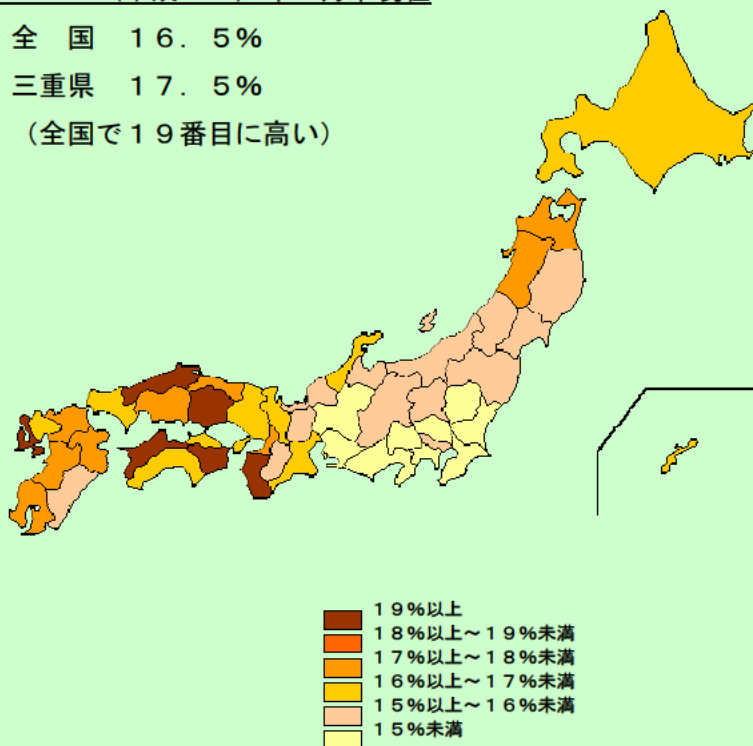 全 国 １６．５%
三重県 １７．５%
（全国で１９番目に高い）
１９%以上
１８%以上～１９%未満
１７%以上～１８%未満
１６%以上～１７%未満
１５%以上～１６%未満
１５%未満